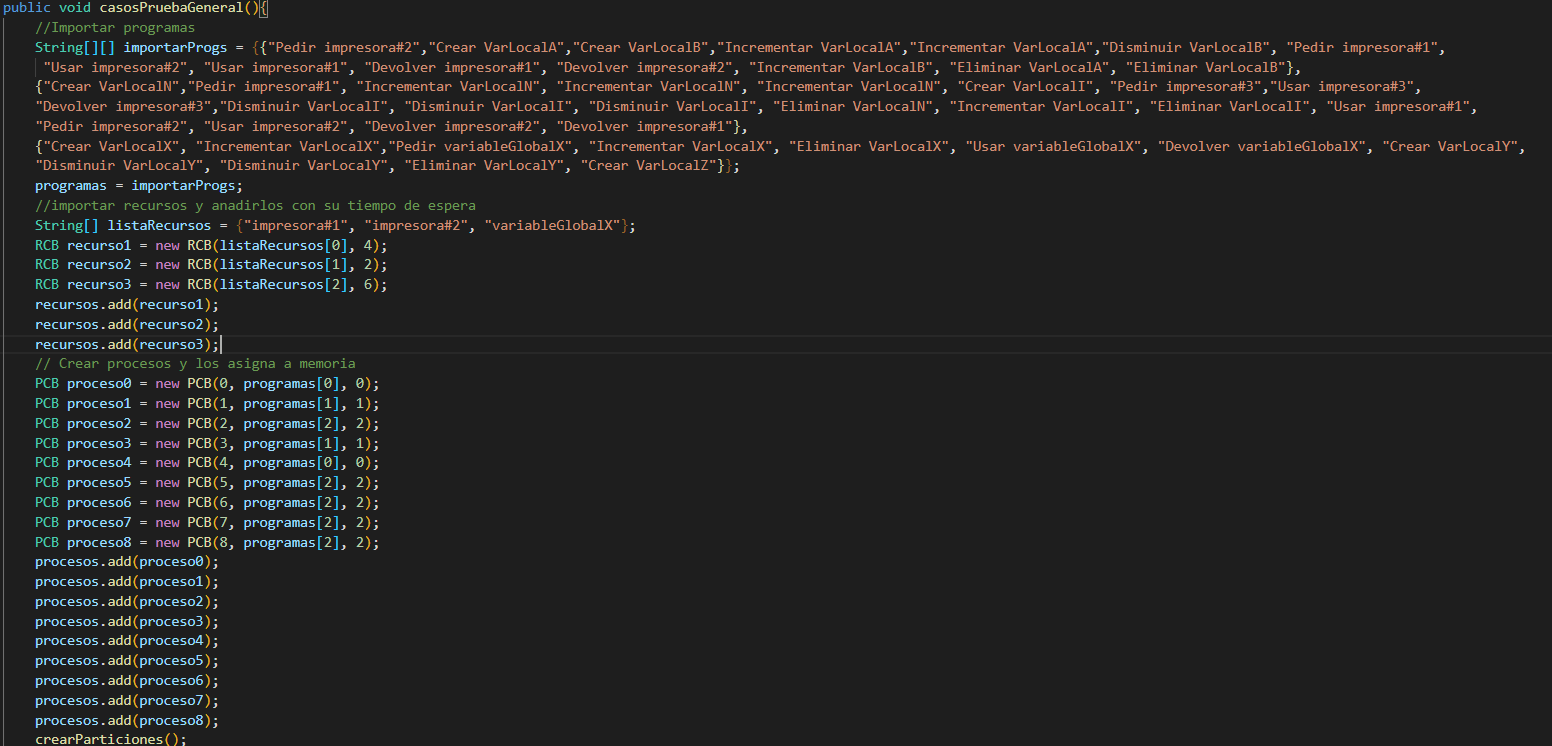 public void casosPruebaGeneral(){
//Importar programas
String[][] importarProgs = {{"Pedir impresora#2","Crear VarLocalA","Crear VarLocalB","Incrementar VarLocalA","Incrementar VarLocalA","Disminuir VarLocalB", "Pedir impresora#1",
"Usar impresora#2", "Usar impresora#1", "Devolver impresora#1", "Devolver impresora#2", "Incrementar VarLocalB", "Eliminar VarLocalA", "Eliminar VarLocalB"},
{"Crear VarLocalN","Pedir impresora#1", "Incrementar VarLocalN", "Incrementar VarLocalN", "Incrementar VarLocalN", "Crear VarLocalI", "Pedir impresora#3","Usar impresora#3",
"Devolver impresora#3","Disminuir VarLocalI", "Disminuir VarLocalI", "Disminuir VarLocalI", "Eliminar VarLocalN", "Incrementar VarLocalI", "Eliminar VarLocalI", "Usar impresora#1",
"Pedir impresora#2", "Usar impresora#2", "Devolver impresora#2", "Devolver impresora#1"},
{"Crear VarLocalX", "Incrementar VarLocalX","Pedir variableGlobalX", "Incrementar VarLocalX", "Eliminar VarLocalX", "Usar variableGlobalX", "Devolver variableGlobalX", "Crear VarLocalY",
"Disminuir VarLocalY", "Disminuir VarLocalY", "Eliminar VarLocalY", "Crear VarLocalZ"}};
programas = importarProgs;
//importar recursos y anadirlos con su tiempo de espera
String[] listaRecursos = {"impresora#1", "impresora#2", "variableGlobalX"};
RCB recurso1 = new RCB(listaRecursos[0], 4);
RCB recurso2 = new RCB(listaRecursos[1], 2);
RCB recurso3 = new RCB(listaRecursos[2], 6);
recursos.add(recurso1);
recursos.add(recurso2);
recursos.add(recurso3);
// Crear procesos y los asigna a memoria
PCB proceso0 = new PCB(0, programas[0], 0);
PCB proceso1 = new PCB(1, programas[1], 1);
PCB proceso2 = new PCB(2, programas[2], 2);
PCB proceso3 = new PCB(3, programas[1], 1);
PCB proceso4 = new PCB(4, programas[0], 0);
PCB proceso5 = new PCB(5, programas[2], 2);
PCB proceso6 = new PCB(6, programas[2], 2);
PCB proceso7 = new PCB(7, programas[2], 2);
PCB proceso8 = new PCB(8, programas[2], 2);
procesos.add(proceso0);
procesos.add(proceso1);
procesos.add(proceso2);
procesos.add(proceso3);
procesos.add(proceso4);
procesos.add(proceso5);
procesos.add(proceso6);
procesos.add(proceso7);
procesos.add(proceso8);
crearParticiones();